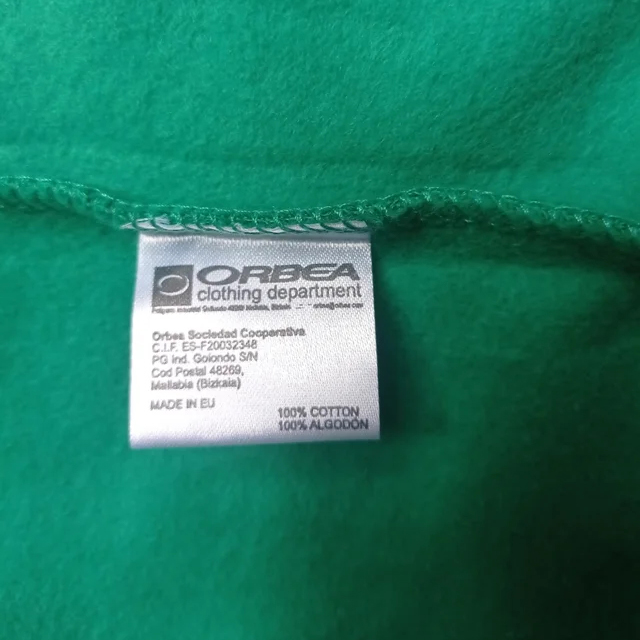 ORBEA
clothing department
Orbea Sociedad Cooperativa
C.I.F. ES-F20032348
PG Ind. Goiondo S/N
Cod Postal 48269,
Mallabia (Bizkaia)
MADE IN EU
100% COTTON
100% ALGODÓN